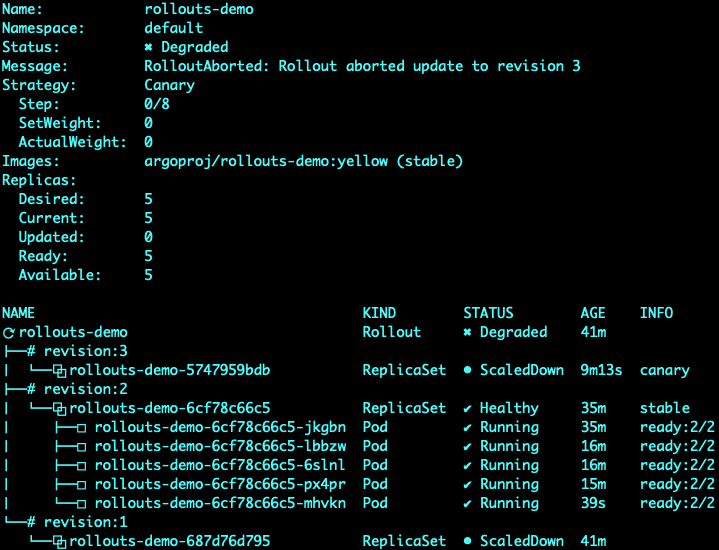 Name:            rollouts-demo
Namespace:       default
Status:          ✖ Degraded
Message:         RolloutAborted: Rollout aborted update to revision 3
Strategy:        Canary
  Step:          0/8
  SetWeight:     0
  ActualWeight:  0
Images:          argoproj/rollouts-demo:yellow (stable)
Replicas:
  Desired:       5
  Current:       5
  Updated:       0
  Ready:         5
  Available:     5

NAME                                       KIND        STATUS        AGE    INFO
⟳ rollouts-demo                            Rollout     ✖ Degraded    41m
├──# revision:3
│  └──⧉ rollouts-demo-5747959bdb           ReplicaSet  • ScaledDown  9m13s  canary
├──# revision:2
│  └──⧉ rollouts-demo-6cf78c66c5           ReplicaSet  ✔ Healthy     35m    stable
│     ├──□ rollouts-demo-6cf78c66c5-jkgbn  Pod         ✔ Running     35m    ready:2/2
│     ├──□ rollouts-demo-6cf78c66c5-lbbzw  Pod         ✔ Running     16m    ready:2/2
│     ├──□ rollouts-demo-6cf78c66c5-6slnl  Pod         ✔ Running     16m    ready:2/2
│     ├──□ rollouts-demo-6cf78c66c5-px4pr  Pod         ✔ Running     15m    ready:2/2
│     └──□ rollouts-demo-6cf78c66c5-mhvkn  Pod         ✔ Running     39s    ready:2/2
└──# revision:1
   └──⧉ rollouts-demo-687d76d795           ReplicaSet  • ScaledDown  41m